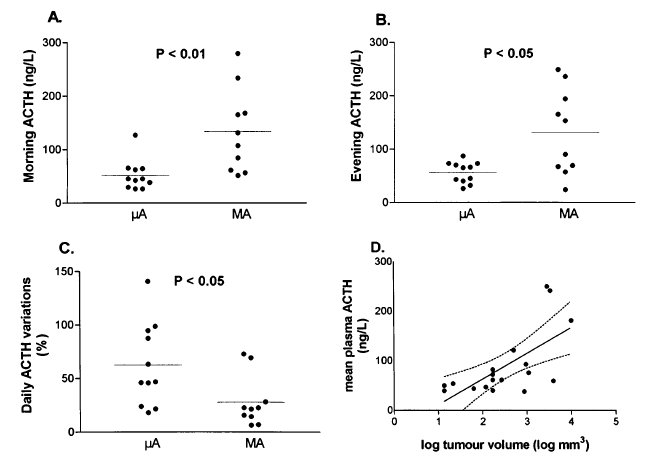 A.
Morning ACTH (ng/L)
300
200
100
0
P < 0.01
µA
MA
B.
Evening ACTH (ng/L)
300
200
100
0
P < 0.05
µA
MA
C.
Daily ACTH variations
(%)
150
100
50
0
P < 0.05
µA
MA
D.
mean plasma ACTH
(ng/L)
300
200
100
0
0
1
2
3
4
5
log tumour volume (log mm³)